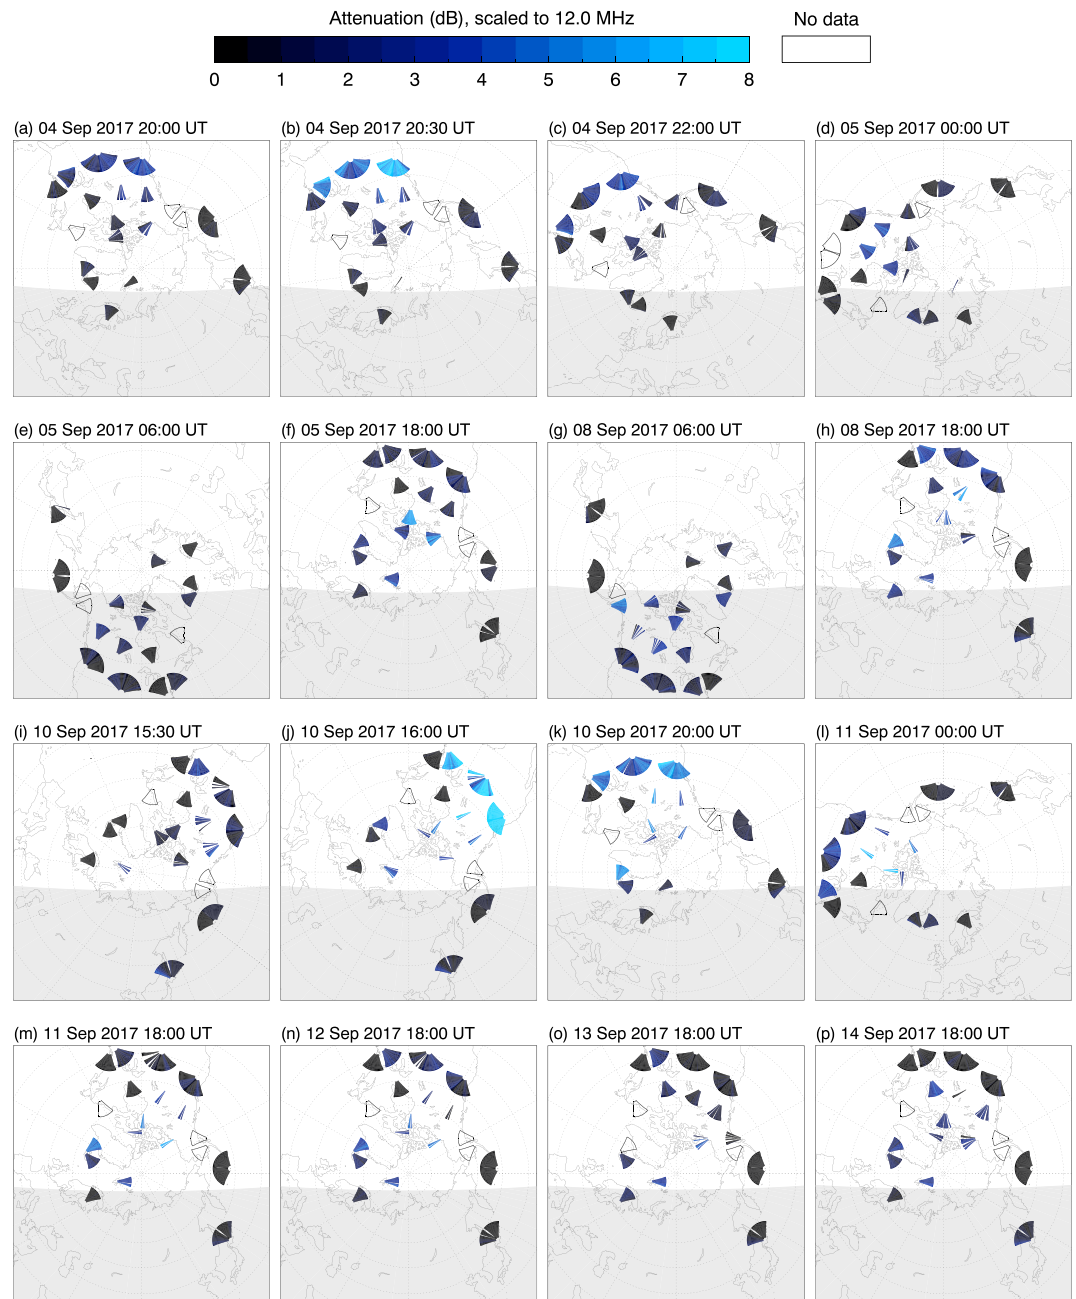 Attenuation (dB), scaled to 12.0 MHz
No data
0 1 2 3 4 5 6 7 8
(a) 04 Sep 2017 20:00 UT
(b) 04 Sep 2017 20:30 UT
(c) 04 Sep 2017 22:00 UT
(d) 05 Sep 2017 00:00 UT
(e) 05 Sep 2017 06:00 UT
(f) 05 Sep 2017 18:00 UT
(g) 08 Sep 2017 06:00 UT
(h) 08 Sep 2017 18:00 UT
(i) 10 Sep 2017 15:30 UT
(j) 10 Sep 2017 16:00 UT
(k) 10 Sep 2017 20:00 UT
(l) 11 Sep 2017 00:00 UT
(m) 11 Sep 2017 18:00 UT
(n) 12 Sep 2017 18:00 UT
(o) 13 Sep 2017 18:00 UT
(p) 14 Sep 2017 18:00 UT